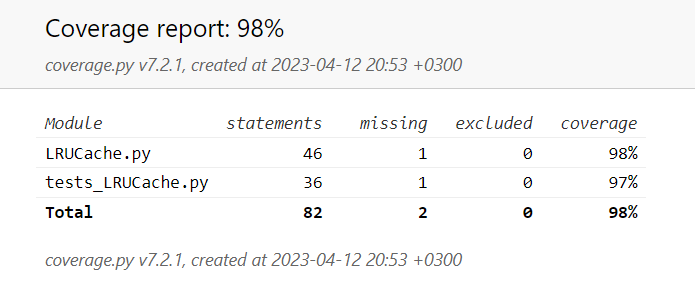 Coverage report: 98%
coverage.py v7.2.1, created at 2023-04-12 20:53 +0300
Module statements missing excluded coverage
LRUCache.py 46 1 0 98%
tests_LRUCache.py 36 1 0 97%
Total 82 2 0 98%
coverage.py v7.2.1, created at 2023-04-12 20:53 +0300